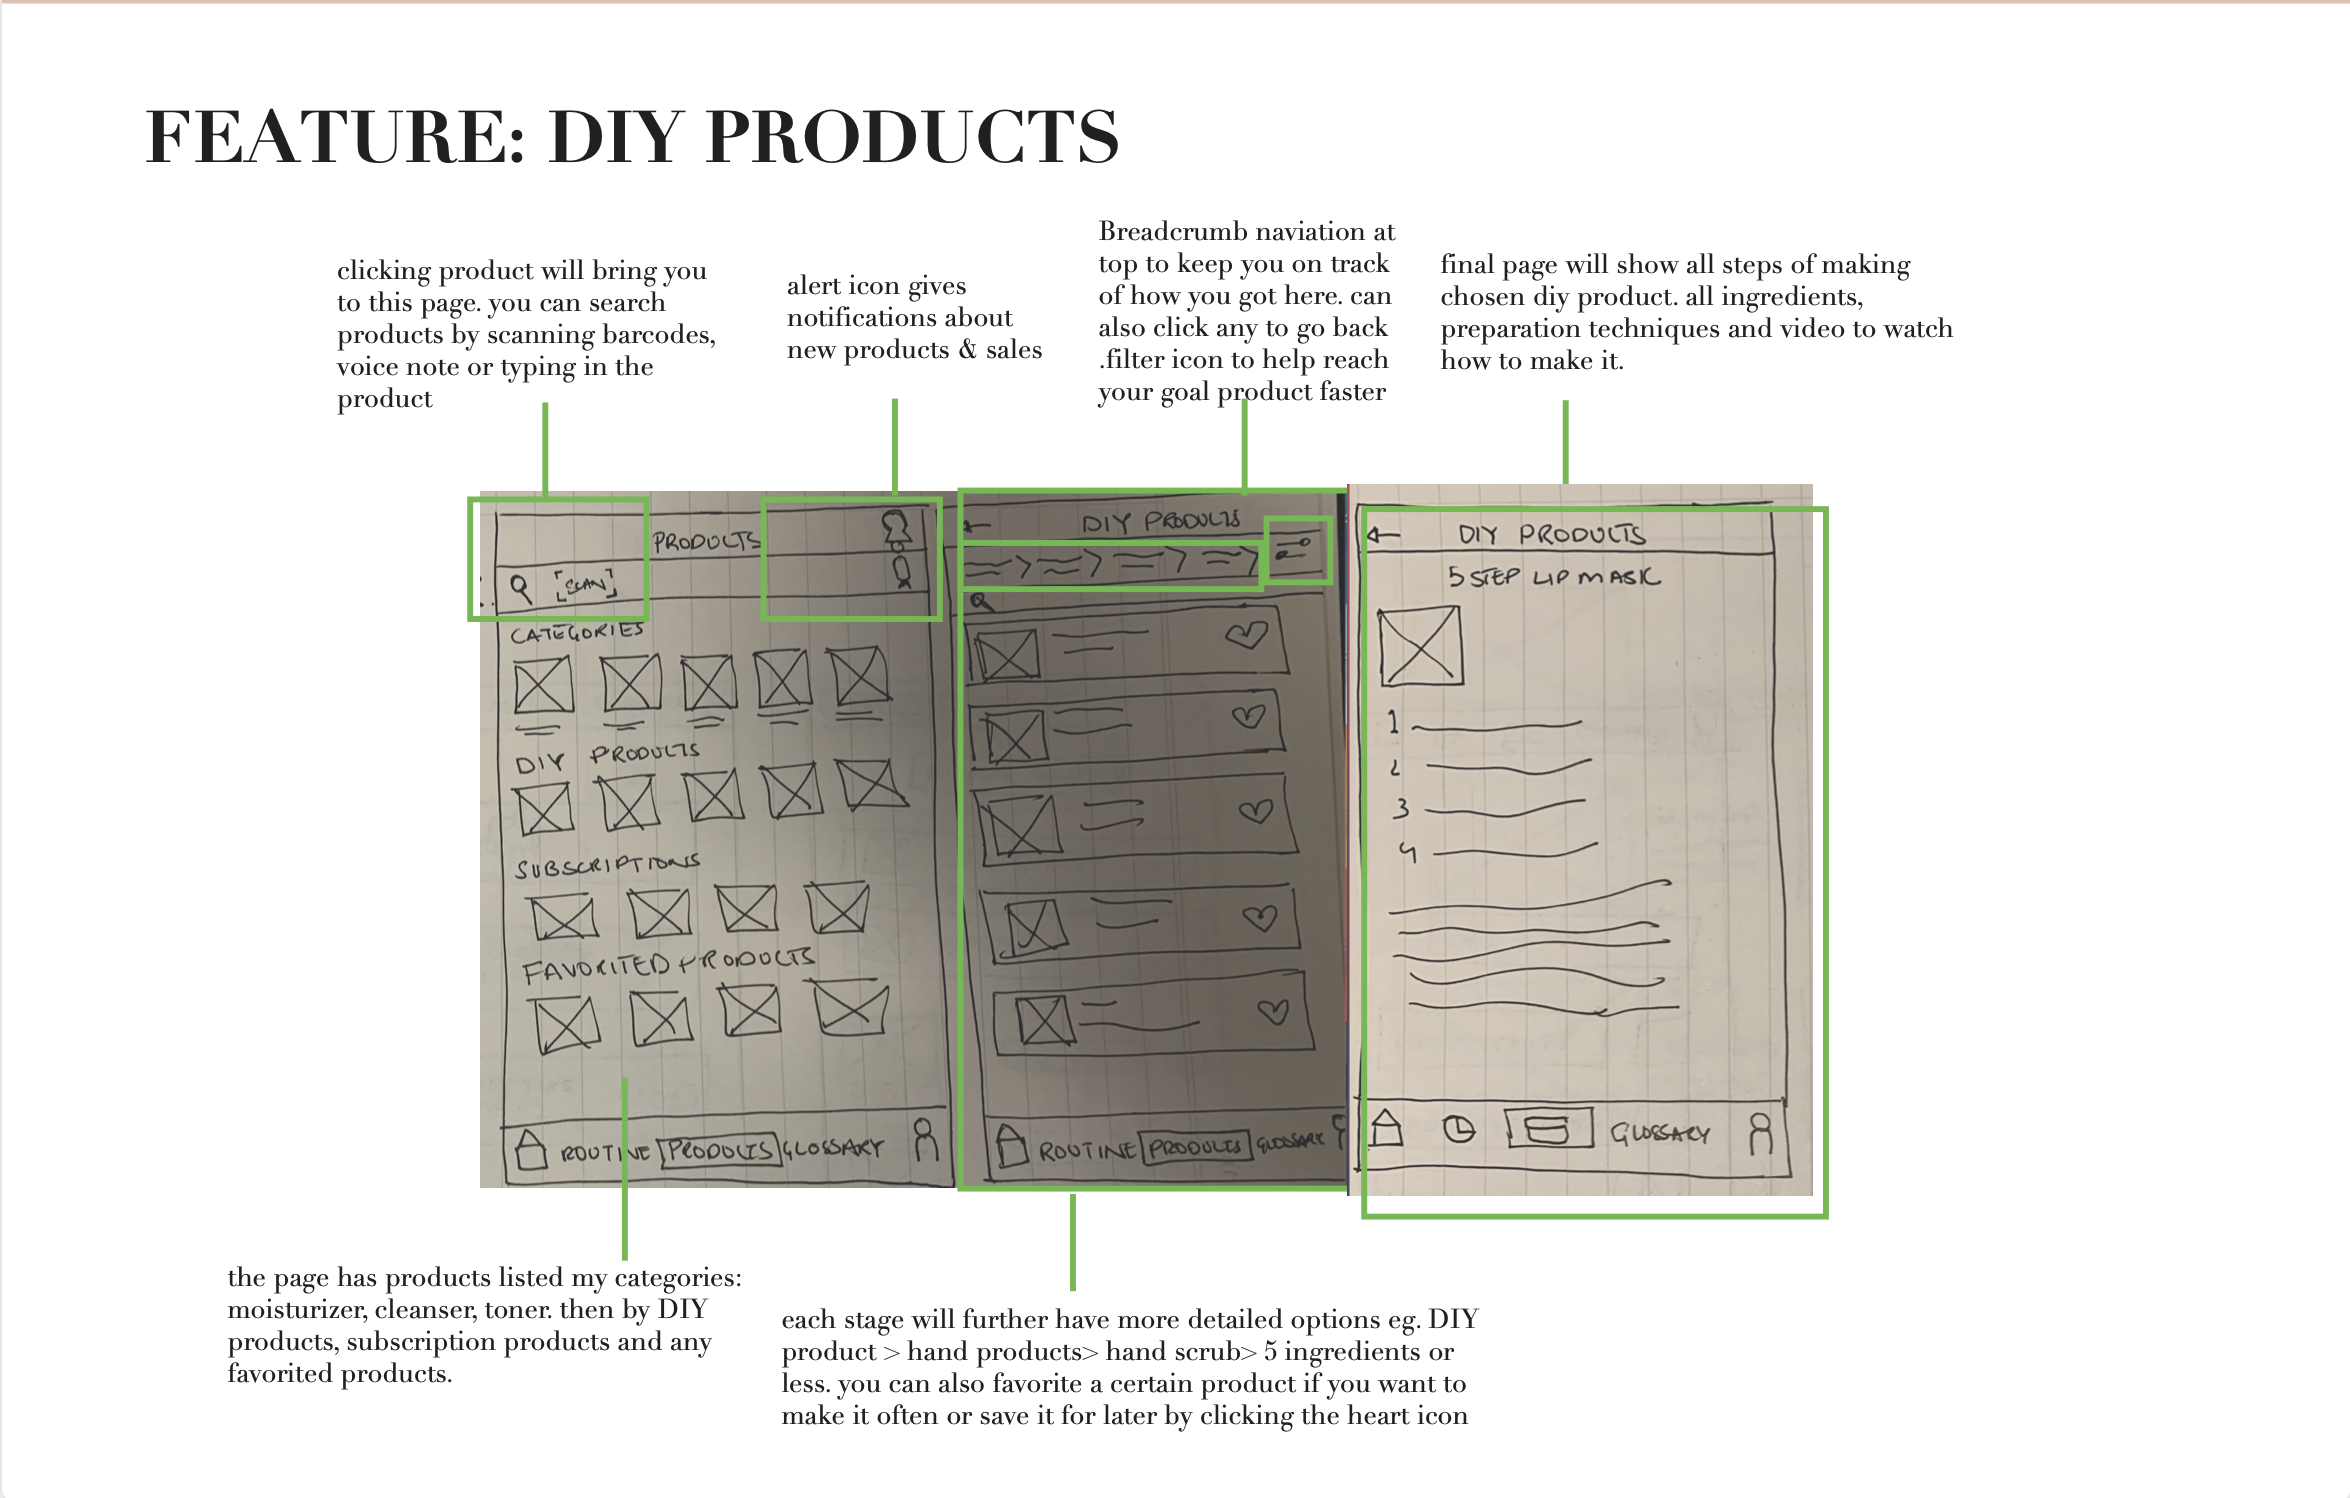 FEATURE: DIY PRODUCTS
clicking product will bring you
to this page. you can search
products by scanning barcodes,
voice note or typing in the
product
alert icon gives
notifications about
new products & sales
Breadcrumb naviation at
top to keep you on track
of how you got here. can
also click any to go back
.filter icon to help reach
your goal product faster
final page will show all steps of making
chosen diy product. all ingredients,
preparation techniques and video to watch
how to make it.
PRODUCTS
[SCAN]
CATEGORIES
DIY PRODUCTS
SUBSCRIPTIONS
FAVORITED PRODUCTS
ROUTINE PRODUCTS GLOSSARY
DIY PRODUCTS
ROUTINE PRODUCTS GLOSSARY
DIY PRODUCTS
5 STEP LIP MASK
1
2
3
4
GLOSSARY
the page has products listed my categories:
moisturizer, cleanser, toner. then by DIY
products, subscription products and any
favorited products.
each stage will further have more detailed options eg. DIY
product > hand products> hand scrub> 5 ingredients or
less. you can also favorite a certain product if you want to
make it often or save it for later by clicking the heart icon